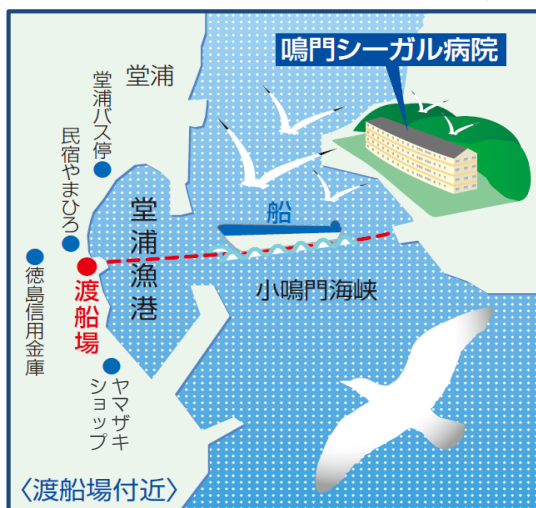 鳴門シーガル病院
堂浦
堂浦バス停
民宿やまひろ
堂浦漁港
船
徳島信用金庫
渡船場
小鳴門海峡
ヤマザキ
ショップ
〈渡船場付近〉